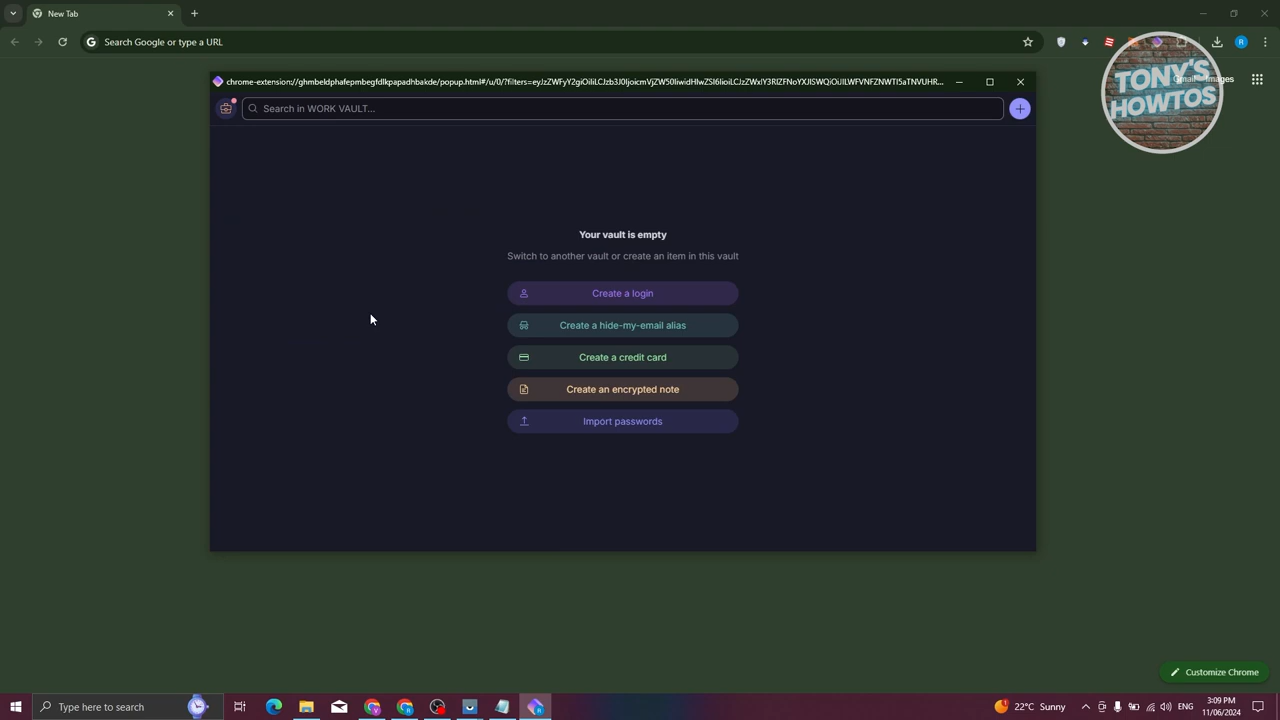 New Tab
Search Google or type a URL
Gmail Images
TONY'S
HOWTOS
Search in WORK VAULT...
Your vault is empty
Switch to another vault or create an item in this vault
Create a login
Create a hide-my-email alias
Create a credit card
Create an encrypted note
Import passwords
Customize Chrome
Type here to search
22°C Sunny
3:09 PM
11/06/2024